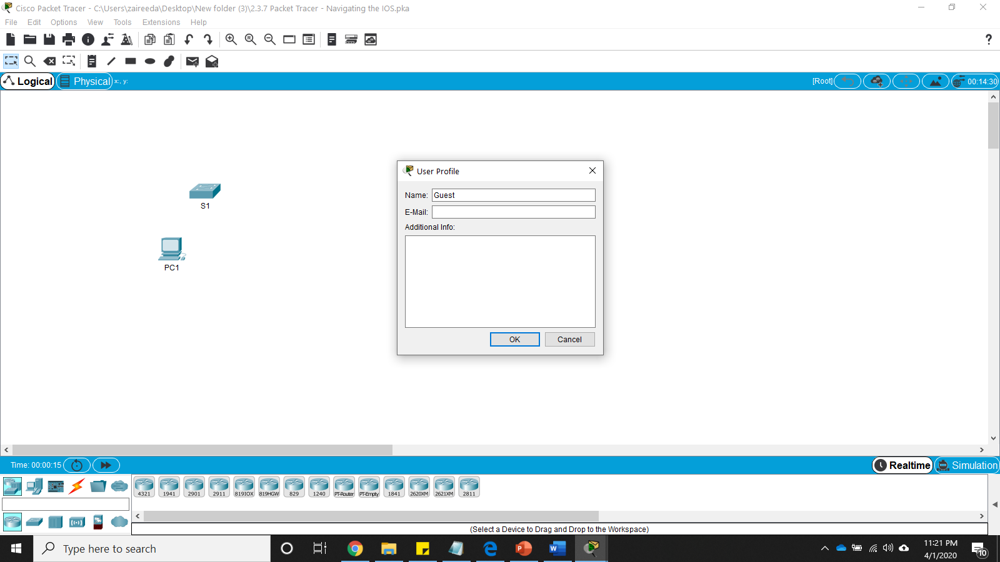 Cisco Packet Tracer - C:\Users\zaireeda\Desktop\New folder (3)\2.3.7 Packet Tracer - Navigating the IOS.pka
File Edit Options View Tools Extensions Help
R R ?
Logical Physical x:, y: [Root] 00:14:30
User Profile
Name: Guest
E-Mail:
Additional Info:
OK Cancel
S1
PC1
Time: 00:00:15 Realtime Simulation
4321 1941 2901 2911 819IOX 819HGW 829 1240 PT-Router PT-Empty 1841 2620XM 2621XM 2811
(Select a Device to Drag and Drop to the Workspace)
Type here to search
11:21 PM
4/1/2020
10